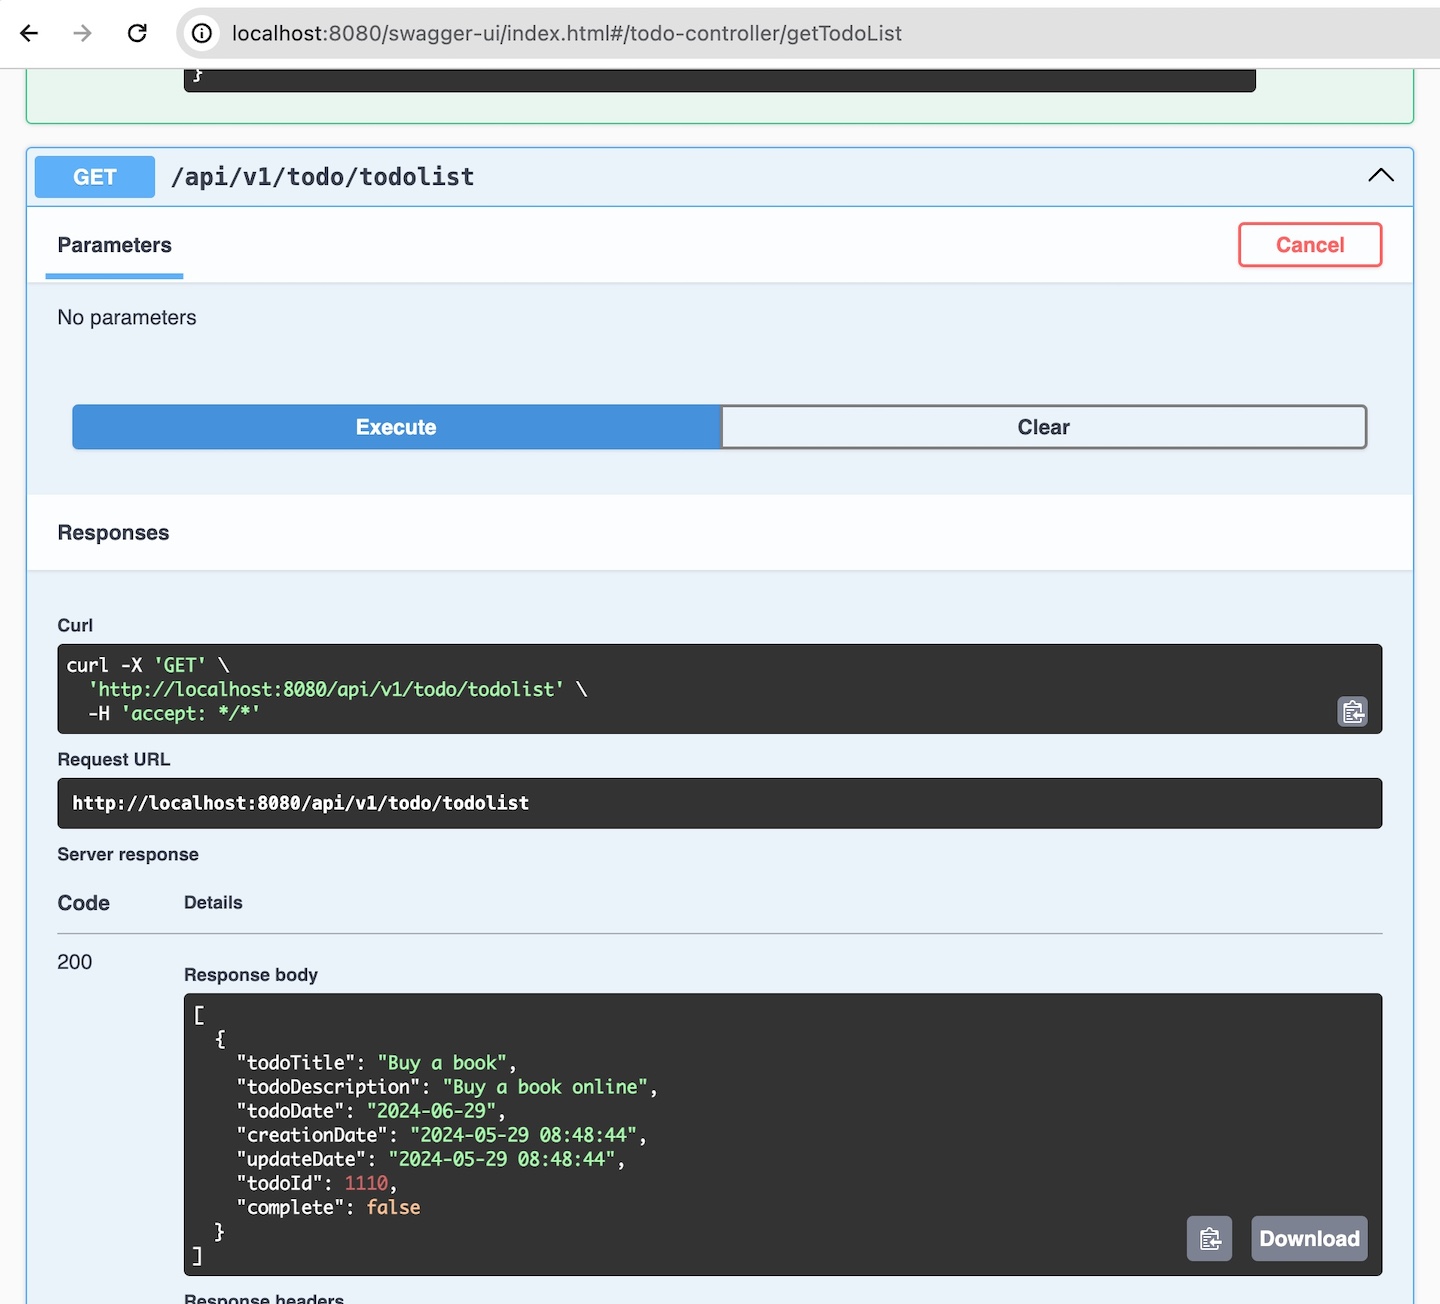 localhost:8080/swagger-ui/index.html#/todo-controller/getTodoList
}
GET /api/v1/todo/todolist
Parameters
Cancel
No parameters
Execute
Clear
Responses
Curl
curl -X 'GET' \
  'http://localhost:8080/api/v1/todo/todolist' \
  -H 'accept: */*'
Request URL
http://localhost:8080/api/v1/todo/todolist
Server response
Code Details
200
Response body
[
  {
    "todoTitle": "Buy a book",
    "todoDescription": "Buy a book online",
    "todoDate": "2024-06-29",
    "creationDate": "2024-05-29 08:48:44",
    "updateDate": "2024-05-29 08:48:44",
    "todoId": 1110,
    "complete": false
  }
]
Download
Response headers